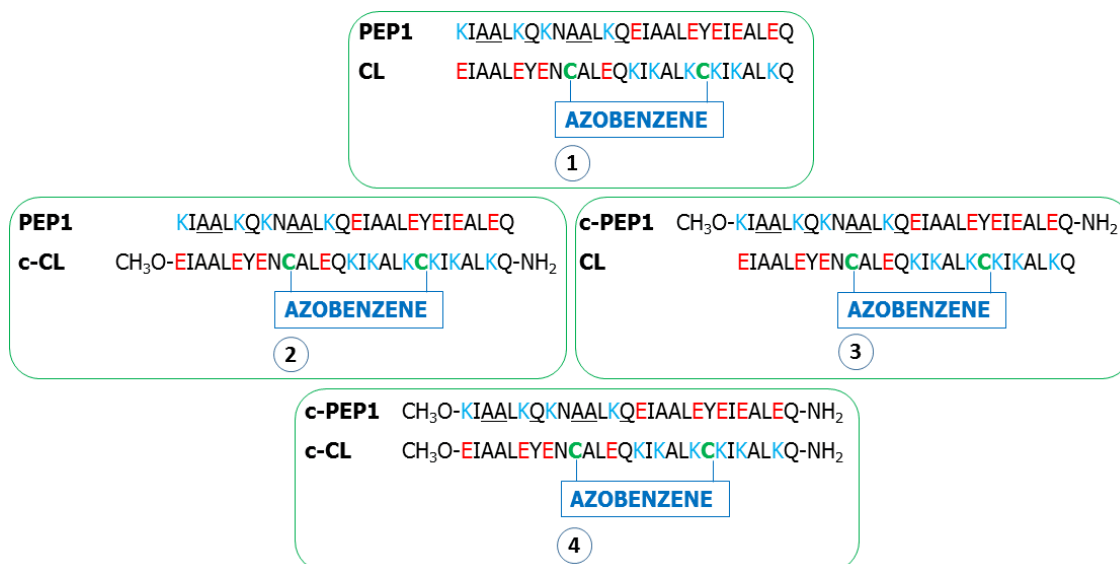 PEP1 KIAALKQKNAALKQEIAALEYEIEALEQ
CL EIAALEYENCALEQKIKALKCKIKALKQ
AZOBENZENE
1
PEP1 KIAALKQKNAALKQEIAALEYEIEALEQ
c-CL CH₃O-EIAALEYENCALEQKIKALKCKIKALKQ-NH₂
AZOBENZENE
2
c-PEP1 CH₃O-KIAALKQKNAALKQEIAALEYEIEALEQ-NH₂
CL EIAALEYENCALEQKIKALKCKIKALKQ
AZOBENZENE
3
c-PEP1 CH₃O-KIAALKQKNAALKQEIAALEYEIEALEQ-NH₂
c-CL CH₃O-EIAALEYENCALEQKIKALKCKIKALKQ-NH₂
AZOBENZENE
4